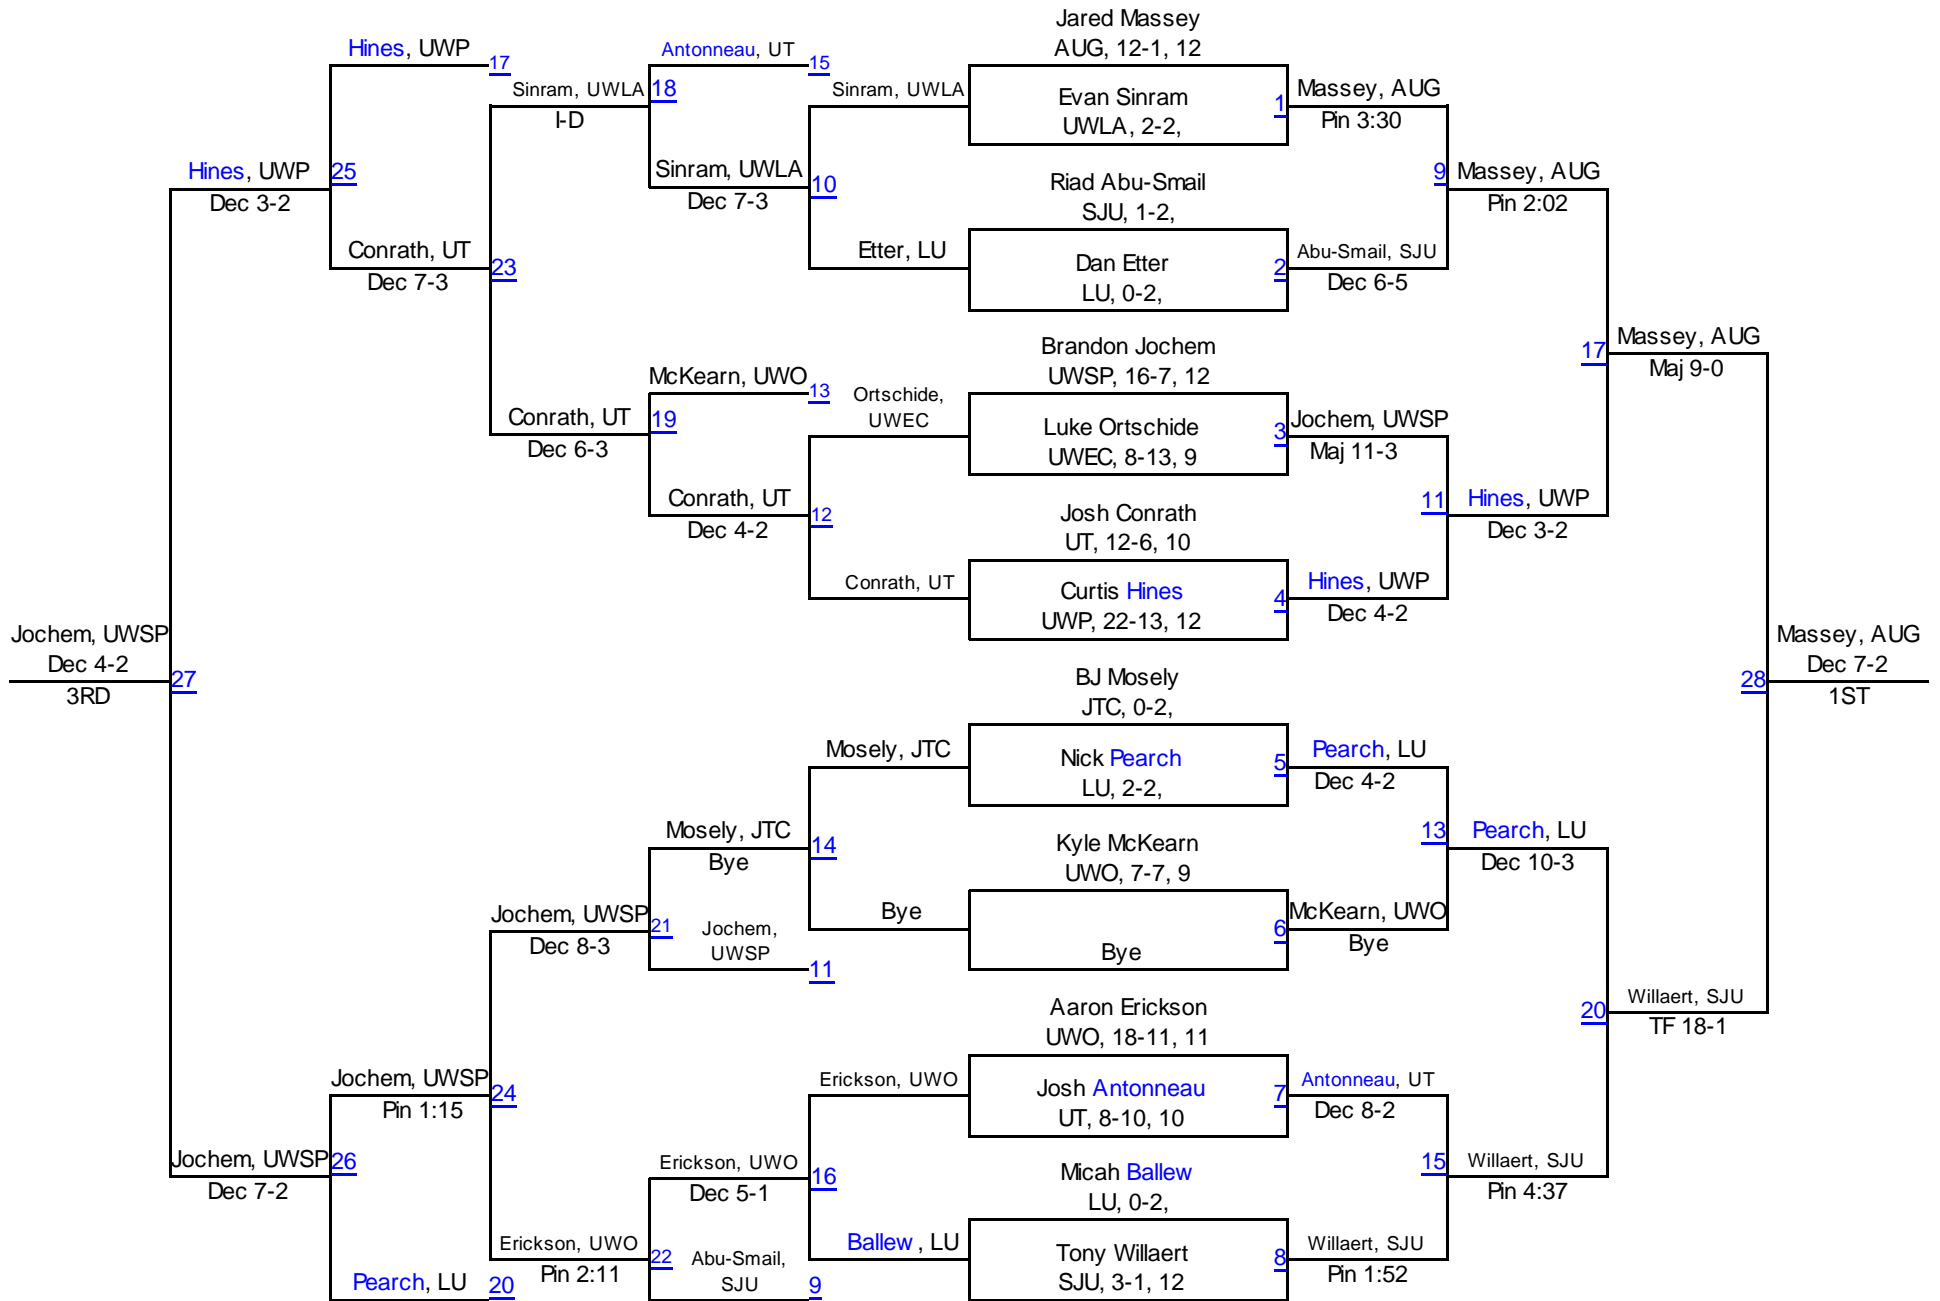 Jared Massey
AUG, 12-1, 12
Hines, UWP
17
Antonneau, UT
15
Sinram, UWLA
I-D
18
Sinram, UWLA
Evan Sinram
UWLA, 2-2,
1
Massey, AUG
Pin 3:30
Hines, UWP
Dec 3-2
25
Sinram, UWLA
Dec 7-3
10
Riad Abu-Smail
SJU, 1-2,
9
Massey, AUG
Pin 2:02
Conrath, UT
Dec 7-3
23
Etter, LU
Dan Etter
LU, 0-2,
2
Abu-Smail, SJU
Dec 6-5
Brandon Jochem
UWSP, 16-7, 12
17
Massey, AUG
Maj 9-0
McKearn, UWO
13
Ortschide,
UWEC
Conrath, UT
Dec 6-3
19
Luke Ortschide
UWEC, 8-13, 9
3
Jochem, UWSP
Maj 11-3
Conrath, UT
Dec 4-2
12
Josh Conrath
UT, 12-6, 10
11
Hines, UWP
Dec 3-2
Conrath, UT
Curtis Hines
UWP, 22-13, 12
4
Hines, UWP
Dec 4-2
Jochem, UWSP
Dec 4-2
3RD
27
BJ Mosely
JTC, 0-2,
28
Massey, AUG
Dec 7-2
1ST
Mosely, JTC
Nick Pearch
LU, 2-2,
5
Pearch, LU
Dec 4-2
Mosely, JTC
Bye
14
Kyle McKearn
UWO, 7-7, 9
13
Pearch, LU
Dec 10-3
Jochem, UWSP
Dec 8-3
21
Jochem,
UWSP
11
Bye
Bye
6
McKearn, UWO
Bye
Aaron Erickson
UWO, 18-11, 11
20
Willaert, SJU
TF 18-1
Jochem, UWSP
Pin 1:15
24
Erickson, UWO
Josh Antonneau
UT, 8-10, 10
7
Antonneau, UT
Dec 8-2
Jochem, UWSP
Dec 7-2
26
Erickson, UWO
Dec 5-1
16
Micah Ballew
LU, 0-2,
15
Willaert, SJU
Pin 4:37
Erickson, UWO
Pin 2:11
22
Abu-Smail,
SJU
9
Ballew , LU
Tony Willaert
SJU, 3-1, 12
8
Willaert, SJU
Pin 1:52
Pearch, LU
20